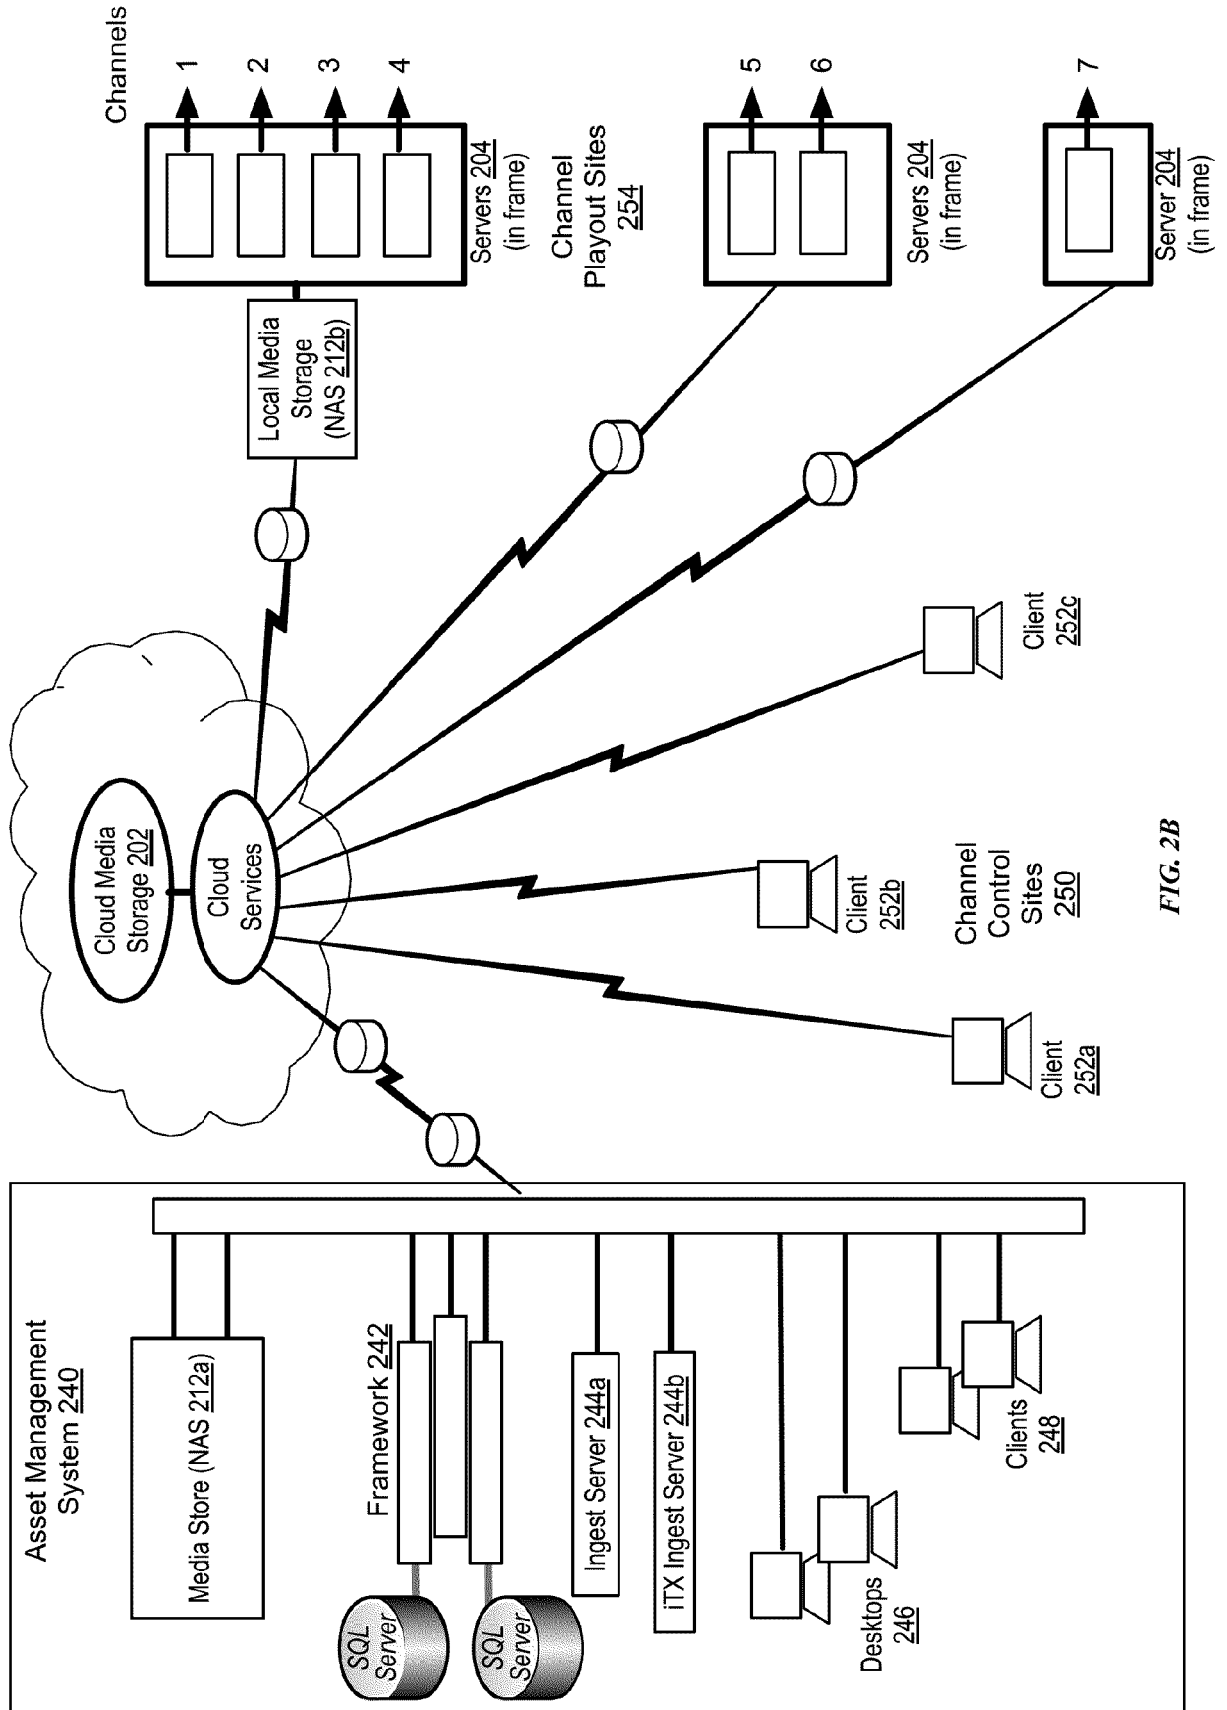 Asset Management
System 240
Media Store (NAS 212a)
Framework 242
SQL
Server
SQL
Server
Ingest Server 244a
iTX Ingest Server 244b
Desktops
246
Clients
248
Cloud Media
Storage 202
Cloud
Services
Client
252a
Client
252b
Client
252c
Channel
Control
Sites
250
Local Media
Storage
(NAS 212b)
Channels
1
2
3
4
Servers 204
(in frame)
Channel
Playout Sites
254
5
6
Servers 204
(in frame)
7
Server 204
(in frame)
FIG. 2B